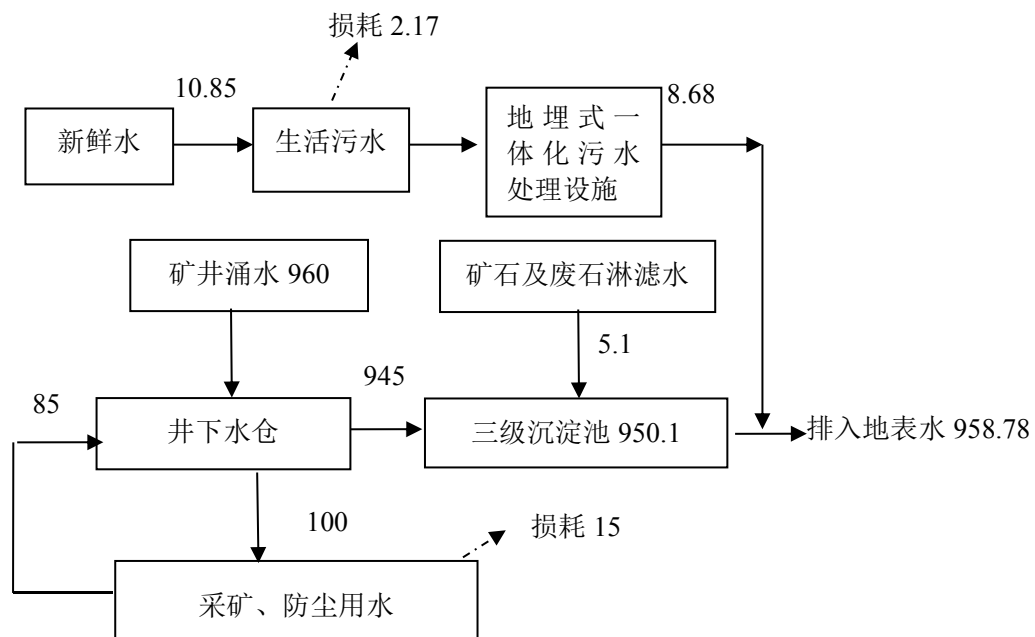 损耗 2.17
10.85
8.68
新鲜水
生活污水
地埋式一
体化污水
处理设施
矿井涌水 960
矿石及废石淋滤水
5.1
945
85
井下水仓
三级沉淀池 950.1
排入地表水 958.78
100
损耗 15
采矿、防尘用水